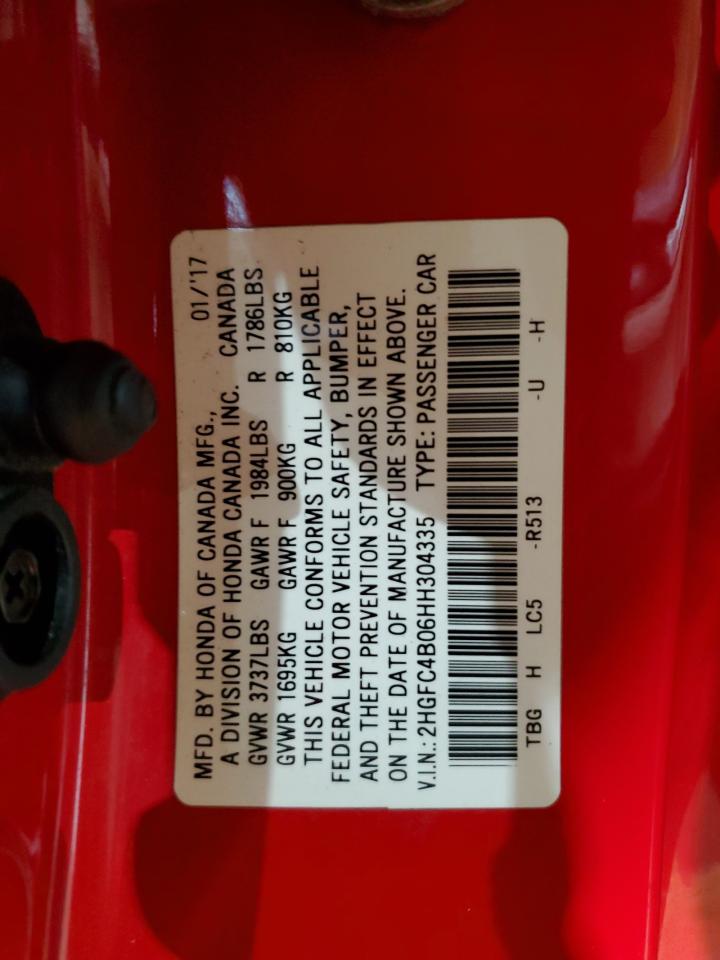 MFD. BY HONDA OF CANADA MFG., 01/'17
A DIVISION OF HONDA CANADA INC. CANADA
GVWR 3737LBS GAWR F 1984LBS R 1786LBS
GVWR 1695KG GAWR F 900KG R 810KG
THIS VEHICLE CONFORMS TO ALL APPLICABLE
FEDERAL MOTOR VEHICLE SAFETY, BUMPER,
AND THEFT PREVENTION STANDARDS IN EFFECT
ON THE DATE OF MANUFACTURE SHOWN ABOVE.
V.I.N.: 2HGFC4B06HH304335 TYPE: PASSENGER CAR
TBG H LC5 -R513 -U -H